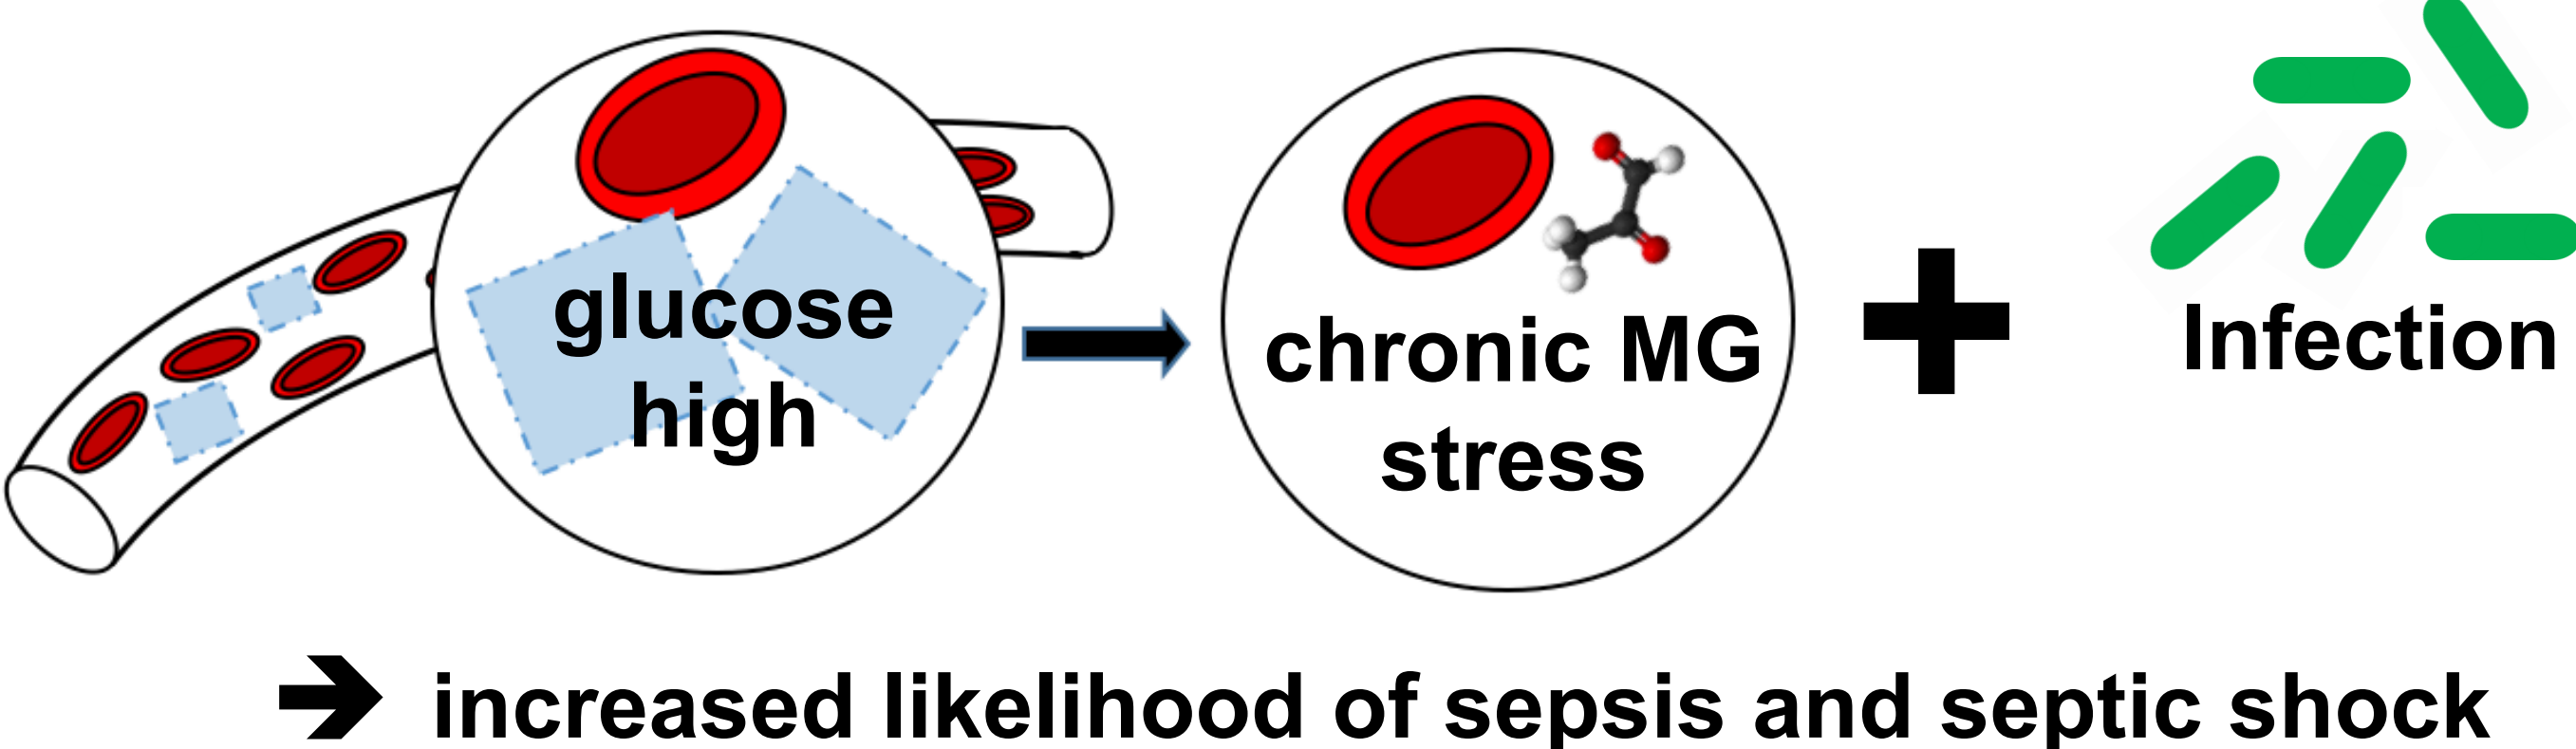 glucose
high
chronic MG
stress
+
Infection
➔ increased likelihood of sepsis and septic shock